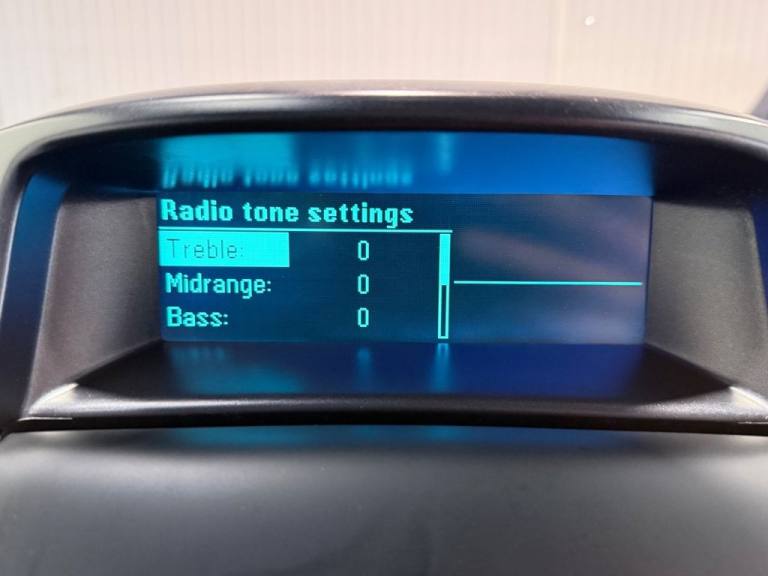 Radio tone settings
Treble: 0
Midrange: 0
Bass: 0